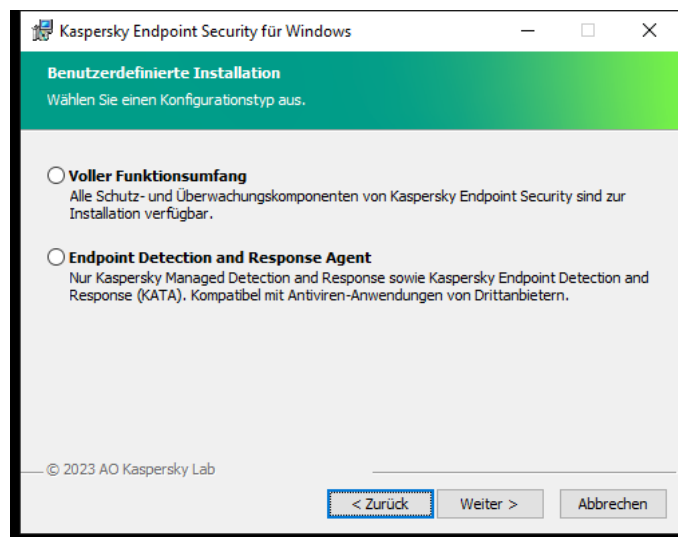 Kaspersky Endpoint Security für Windows
Benutzerdefinierte Installation
Wählen Sie einen Konfigurationstyp aus.
Voller Funktionsumfang
Alle Schutz- und Überwachungskomponenten von Kaspersky Endpoint Security sind zur
Installation verfügbar.
Endpoint Detection and Response Agent
Nur Kaspersky Managed Detection and Response sowie Kaspersky Endpoint Detection and
Response (KATA). Kompatibel mit Antiviren-Anwendungen von Drittanbietern.
© 2023 AO Kaspersky Lab
< Zurück Weiter > Abbrechen